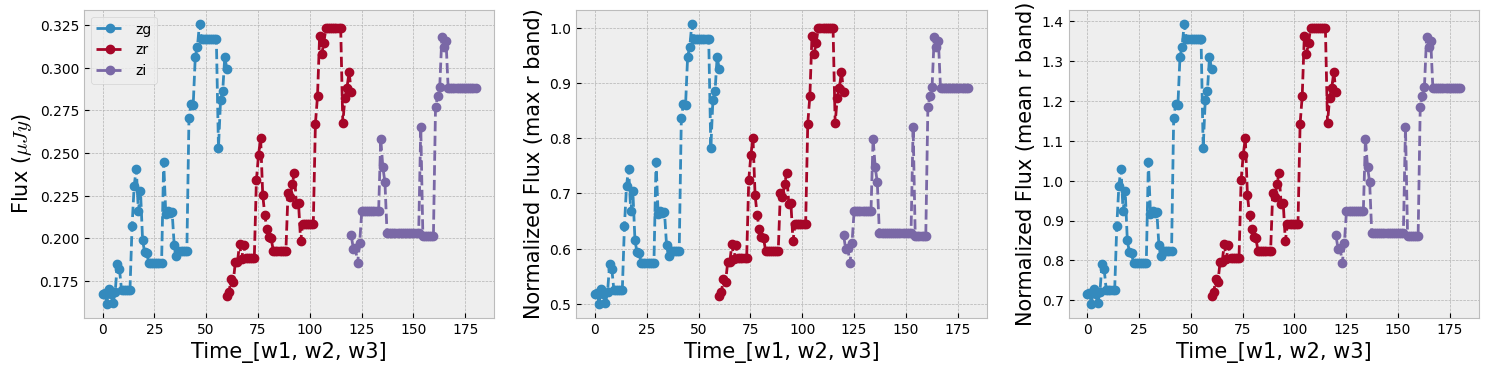 Flux (μJy)
0.325
0.300
0.275
0.250
0.225
0.200
0.175
zg
zr
zi
0 25 50 75 100 125 150 175
Time_[w1, w2, w3]
Normalized Flux (max r band)
1.0
0.9
0.8
0.7
0.6
0.5
0 25 50 75 100 125 150 175
Time_[w1, w2, w3]
Normalized Flux (mean r band)
1.4
1.3
1.2
1.1
1.0
0.9
0.8
0.7
0 25 50 75 100 125 150 175
Time_[w1, w2, w3]